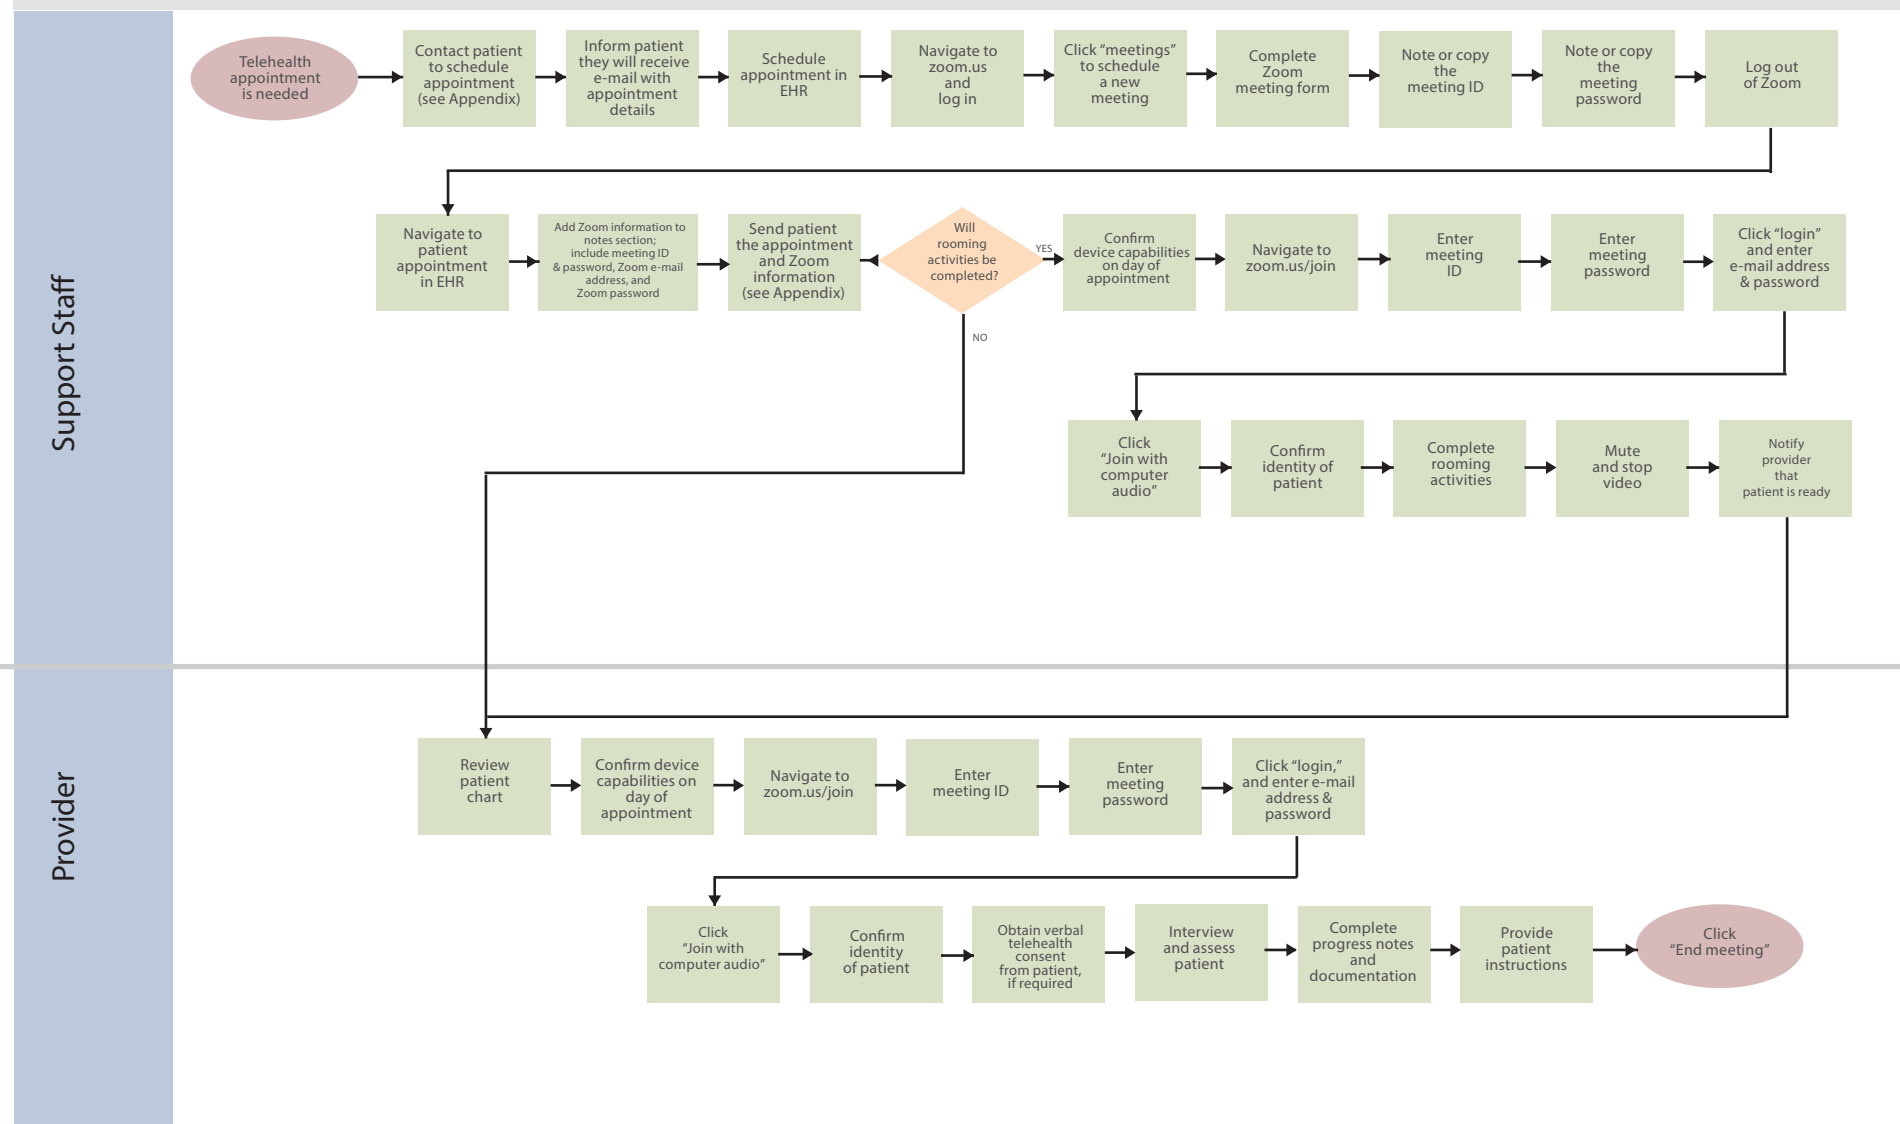 Support Staff
Telehealth
appointment
is needed
Contact patient
to schedule
appointment
(see Appendix)
Inform patient
they will receive
e-mail with
appointment
details
Schedule
appointment in
EHR
Navigate to
zoom.us
and
log in
Click “meetings”
to schedule
a new
meeting
Complete
Zoom
meeting form
Note or copy
the
meeting ID
Note or copy
the
meeting
password
Log out
of Zoom
Navigate to
patient
appointment
in EHR
Add Zoom information to
notes section;
include meeting ID
& password, Zoom e-mail
address, and
Zoom password
Send patient
the appointment
and Zoom
information
(see Appendix)
Will
rooming
activities be
completed?
YES
NO
Confirm
device capabilities
on day of
appointment
Navigate to
zoom.us/join
Enter
meeting
ID
Enter
meeting
password
Click “login”
and enter
e-mail address
& password
Click
“Join with
computer
audio”
Confirm
identity of
patient
Complete
rooming
activities
Mute
and stop
video
Notify
provider
that
patient is ready
Provider
Review
patient
chart
Confirm device
capabilities on
day of
appointment
Navigate to
zoom.us/join
Enter
meeting ID
Enter
meeting
password
Click “login,”
and enter e-mail
address &
password
Click
“Join with
computer audio”
Confirm
identity
of patient
Obtain verbal
telehealth
consent
from patient,
if required
Interview
and assess
patient
Complete
progress notes
and
documentation
Provide
patient
instructions
Click
“End meeting”